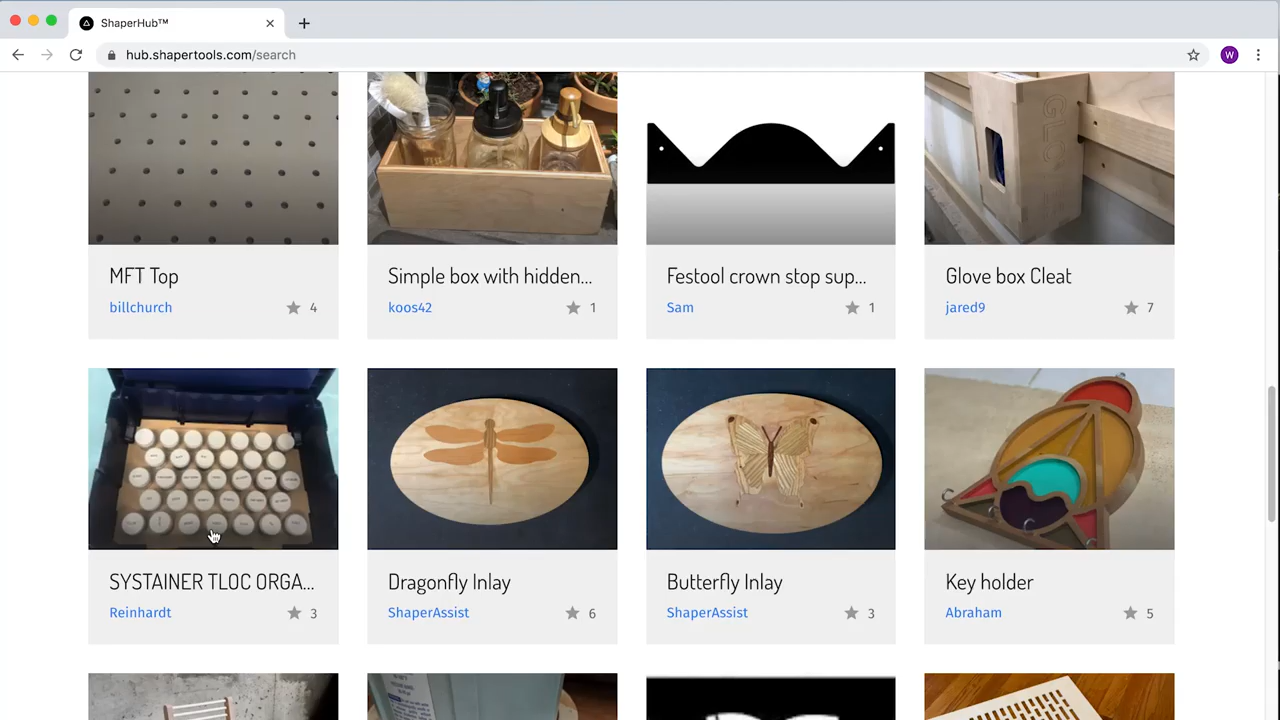 ShaperHub™
hub.shapertools.com/search
W
GLO
MFT Top
billchurch
4
Simple box with hidden...
koos42
1
Festool crown stop sup...
Sam
1
Glove box Cleat
jared9
7
SYSTAINER TLOC ORGA...
Reinhardt
3
Dragonfly Inlay
ShaperAssist
6
Butterfly Inlay
ShaperAssist
3
Key holder
Abraham
5